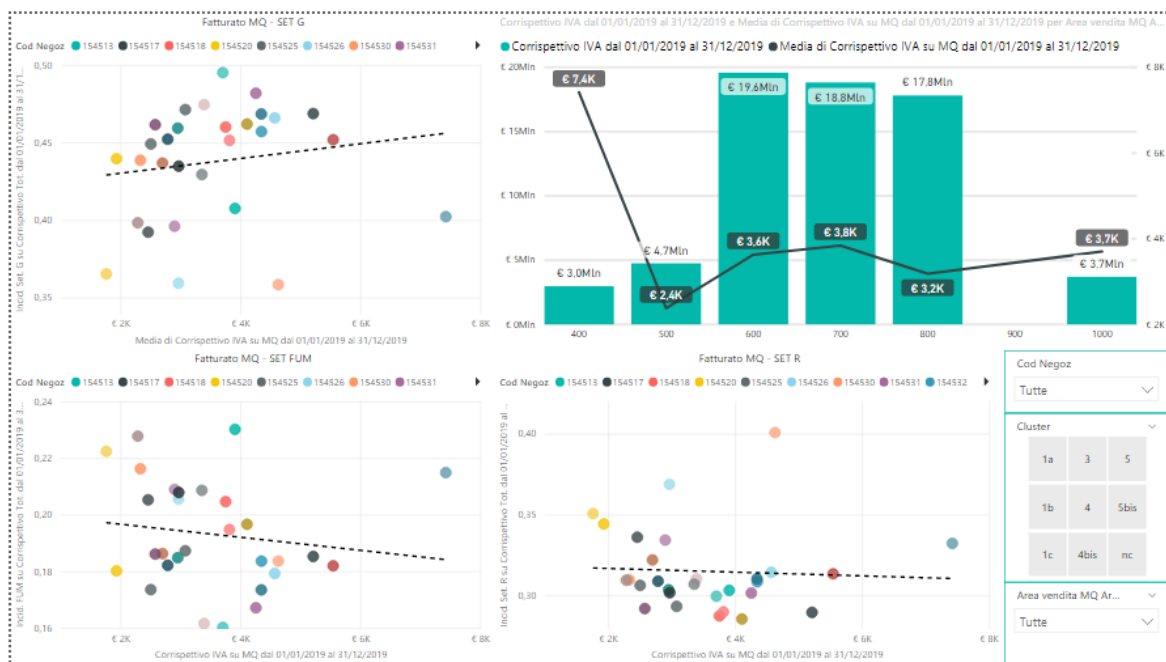 Fatturato MQ - SET G
Cod Negoz 154513 154517 154518 154520 154525 154526 154530 154531
Incid. Set. G su Corrispettivo Tot. dal 01/01/2019 al 31/1...
0,50
0,45
0,40
0,35
€ 2K € 4K € 6K € 8K
Media di Corrispettivo IVA su MQ dal 01/01/2019 al 31/12/2019
Corrispettivo IVA dal 01/01/2019 al 31/12/2019 e Media di Corrispettivo IVA su MQ dal 01/01/2019 al 31/12/2019 per Area vendita MQ A...
Corrispettivo IVA dal 01/01/2019 al 31/12/2019 Media di Corrispettivo IVA su MQ dal 01/01/2019 al 31/12/2019
€ 20Mln
€ 15Mln
€ 10Mln
€ 5Mln
€ 0Mln
€ 8K
€ 6K
€ 4K
€ 2K
€ 7,4K
€ 19,6Mln
€ 18,8Mln
€ 17,8Mln
€ 4,7Mln
€ 3,6K
€ 3,8K
€ 3,7K
€ 3,0Mln
€ 2,4K
€ 3,2K
€ 3,7Mln
400 500 600 700 800 900 1000
Fatturato MQ - SET FUM
Cod Negoz 154513 154517 154518 154520 154525 154526 154530 154531
Incid. FUM su Corrispettivo Tot. dal 01/01/2019 al 3...
0,24
0,22
0,20
0,18
0,16
€ 2K € 4K € 6K € 8K
Corrispettivo IVA su MQ dal 01/01/2019 al 31/12/2019
Fatturato MQ - SET R
Cod Negoz 154513 154517 154518 154520 154525 154526 154530 154531 154532
Incid. Set. R su Corrispettivo Tot. dal 01/01/2019 al ...
0,40
0,35
0,30
€ 2K € 4K € 6K € 8K
Corrispettivo IVA su MQ dal 01/01/2019 al 31/12/2019
Cod Negoz
Tutte
Cluster
1a 3 5
1b 4 5bis
1c 4bis nc
Area vendita MQ Ar...
Tutte